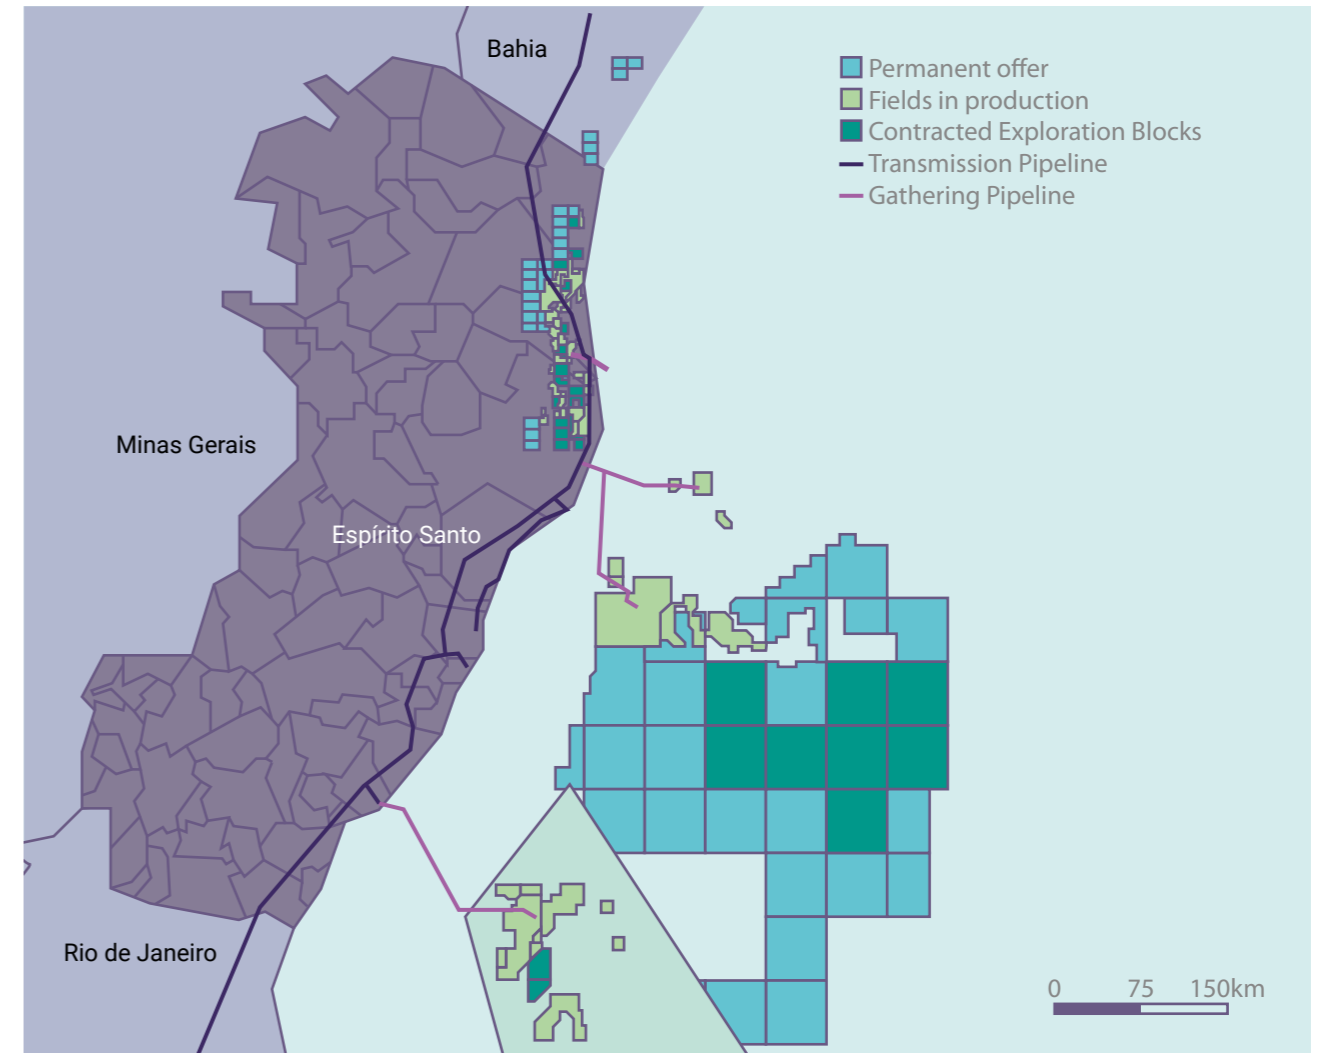 Bahia
Permanent offer
Fields in production
Contracted Exploration Blocks
Transmission Pipeline
Gathering Pipeline
Minas Gerais
Espírito Santo
Rio de Janeiro
0 75 150km